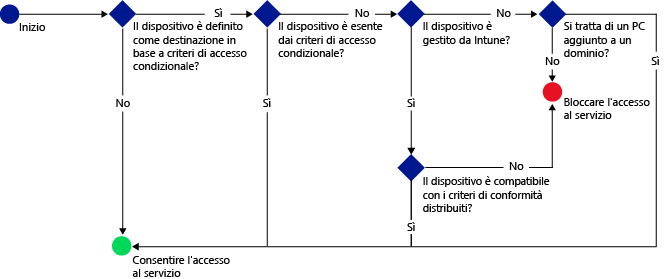 Inizio
Il dispositivo è definito
come destinazione in
base a criteri di accesso
condizionale?
Sì
Il dispositivo è esente
dai criteri di accesso
condizionale?
No
Il dispositivo è
gestito da Intune?
No
Si tratta di un PC
aggiunto a un
dominio?
No
Sì
No
Sì
Sì
Bloccare l'accesso
al servizio
No
Il dispositivo è compatibile
con i criteri di conformità
distribuiti?
Sì
Consentire l'accesso
al servizio